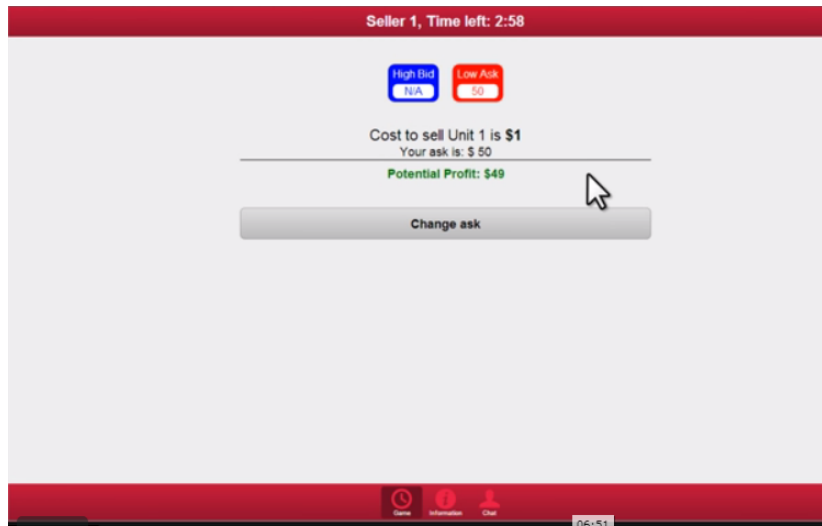 Seller 1, Time left: 2:58
High Bid Low Ask
N/A 50
Cost to sell Unit 1 is $1
Your ask is: $ 50
Potential Profit: $49
Change ask
Game Information Chat
06:51